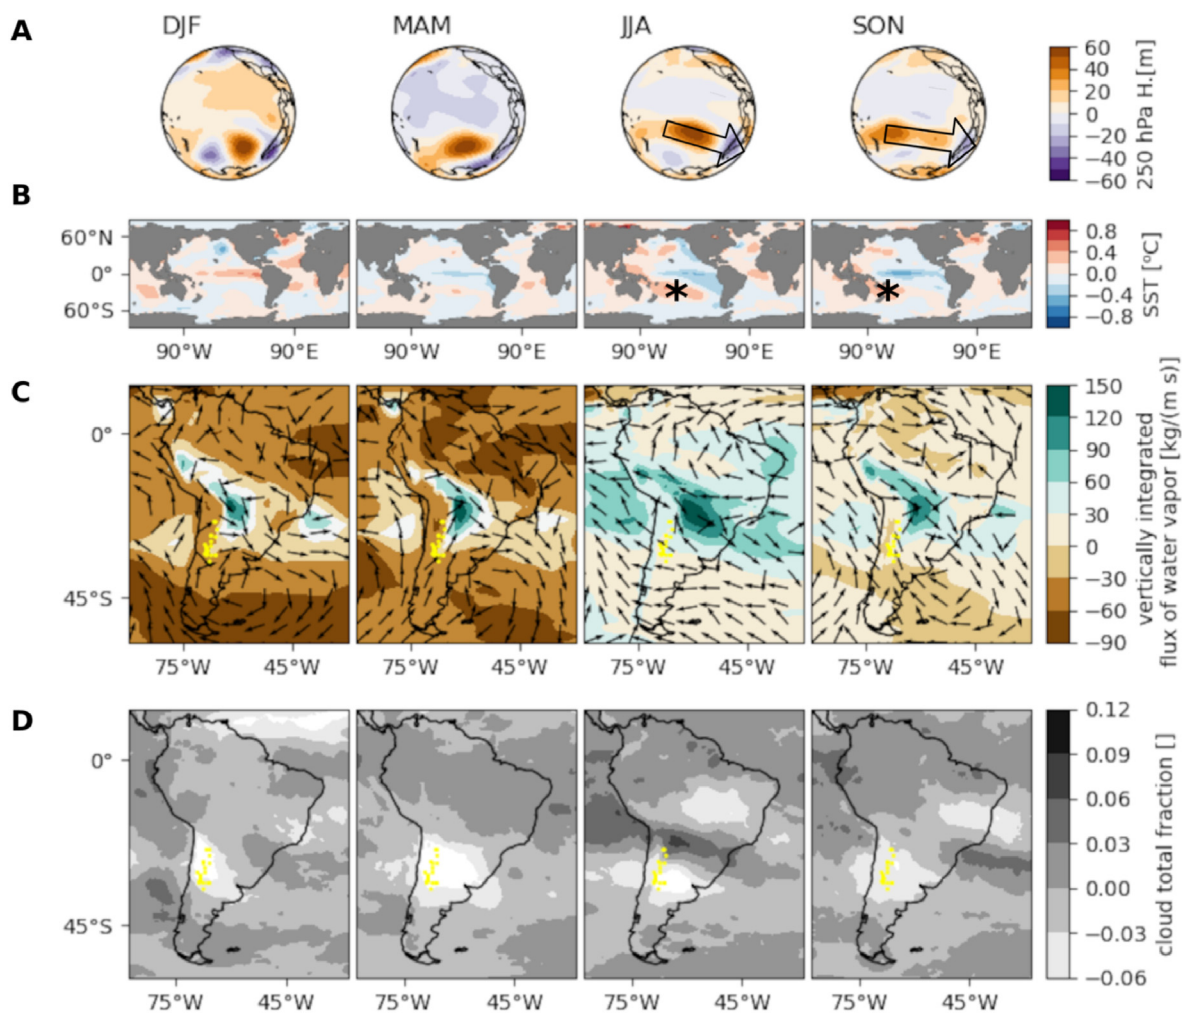 A
DJF MAM JJA SON
60
40
20
0
−20
−40
−60
250 hPa H.[m]
B
60°N
0°
60°S
90°W 90°E 90°W 90°E 90°W 90°E 90°W 90°E
* *
0.8
0.4
0.0
−0.4
−0.8
SST [°C]
C
0°
45°S
75°W 45°W 75°W 45°W 75°W 45°W 75°W 45°W
150
120
90
60
30
0
−30
−60
−90
vertically integrated
flux of water vapor [kg/(m s)]
D
0°
45°S
75°W 45°W 75°W 45°W 75°W 45°W 75°W 45°W
0.12
0.09
0.06
0.03
0.00
−0.03
−0.06
cloud total fraction []